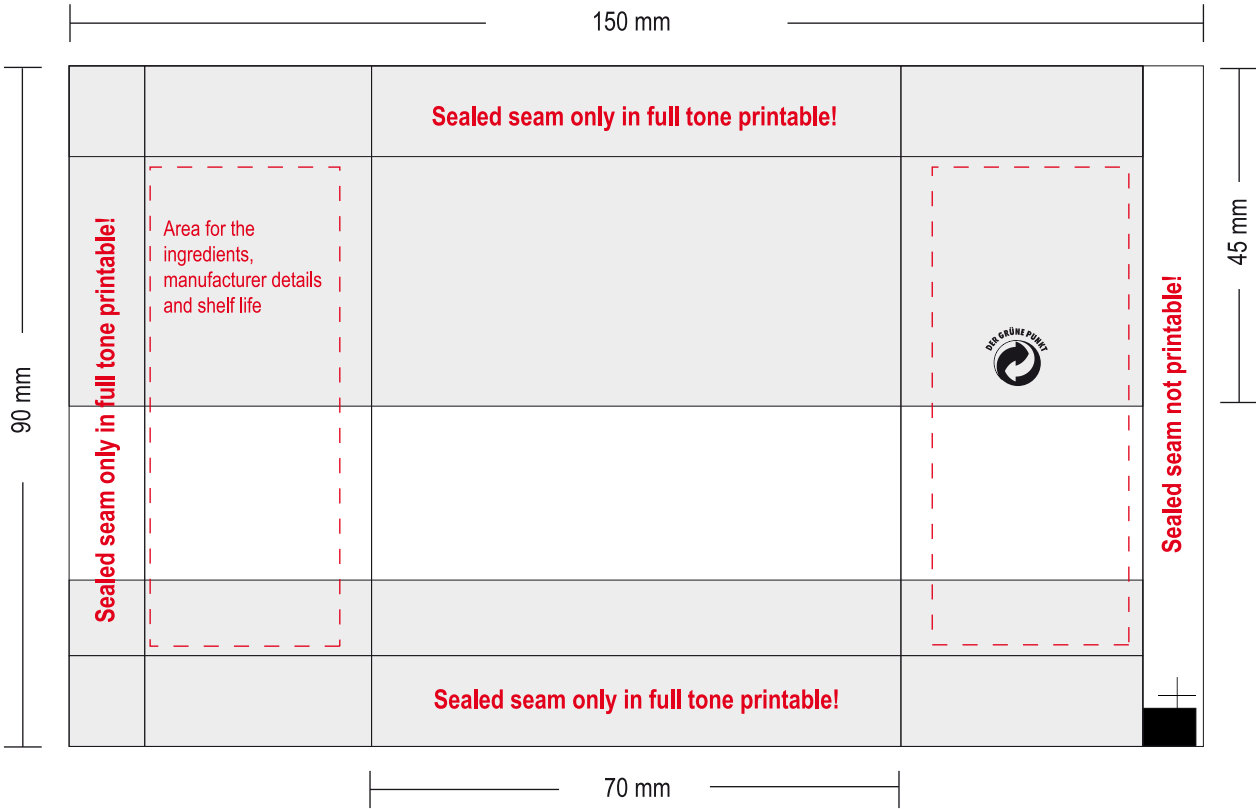 150 mm
Sealed seam only in full tone printable!
Sealed seam only in full tone printable!
Area for the
ingredients,
manufacturer details
and shelf life
DER GRÜNE PUNKT
Sealed seam not printable!
45 mm
90 mm
Sealed seam only in full tone printable!
70 mm